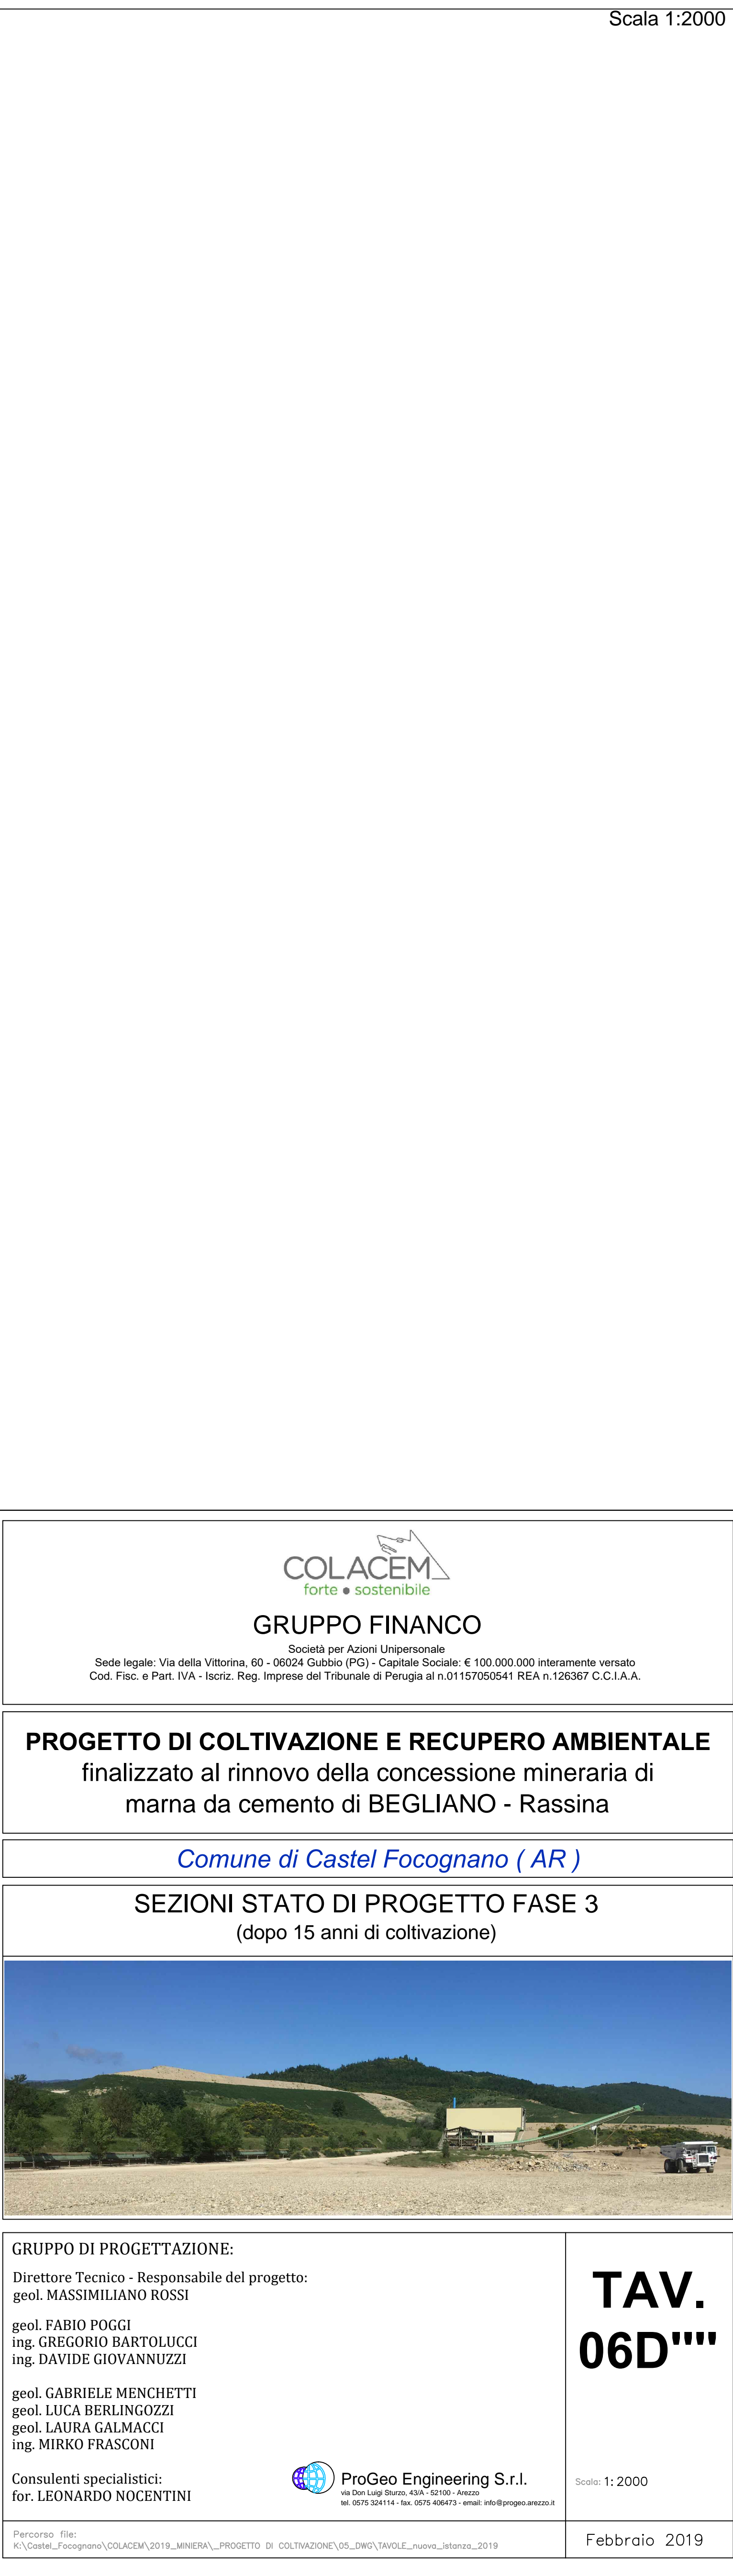 Scala 1:2000
COLACEM
forte • sostenibile
GRUPPO FINANCO
Società per Azioni Unipersonale
Sede legale: Via della Vittorina, 60 - 06024 Gubbio (PG) - Capitale Sociale: € 100.000.000 interamente versato
Cod. Fisc. e Part. IVA - Iscriz. Reg. Imprese del Tribunale di Perugia al n.01157050541 REA n.126367 C.C.I.A.A.
PROGETTO DI COLTIVAZIONE E RECUPERO AMBIENTALE
finalizzato al rinnovo della concessione mineraria di
marna da cemento di BEGLIANO - Rassina
Comune di Castel Focognano ( AR )
SEZIONI STATO DI PROGETTO FASE 3
(dopo 15 anni di coltivazione)
GRUPPO DI PROGETTAZIONE:
Direttore Tecnico - Responsabile del progetto:
geol. MASSIMILIANO ROSSI
geol. FABIO POGGI
ing. GREGORIO BARTOLUCCI
ing. DAVIDE GIOVANNUZZI
geol. GABRIELE MENCHETTI
geol. LUCA BERLINGOZZI
geol. LAURA GALMACCI
ing. MIRKO FRASCONI
Consulenti specialistici:
for. LEONARDO NOCENTINI
ProGeo Engineering S.r.l.
via Don Luigi Sturzo, 43/A - 52100 - Arezzo
tel. 0575 324114 - fax. 0575 406473 - email: info@progeo.arezzo.it
TAV.
06D""
Scala: 1:2000
Percorso file:
K:\Castel_Focognano\COLACEM\2019_MINIERA\_PROGETTO DI COLTIVAZIONE\05_DWG\TAVOLE_nuova_istanza_2019
Febbraio 2019